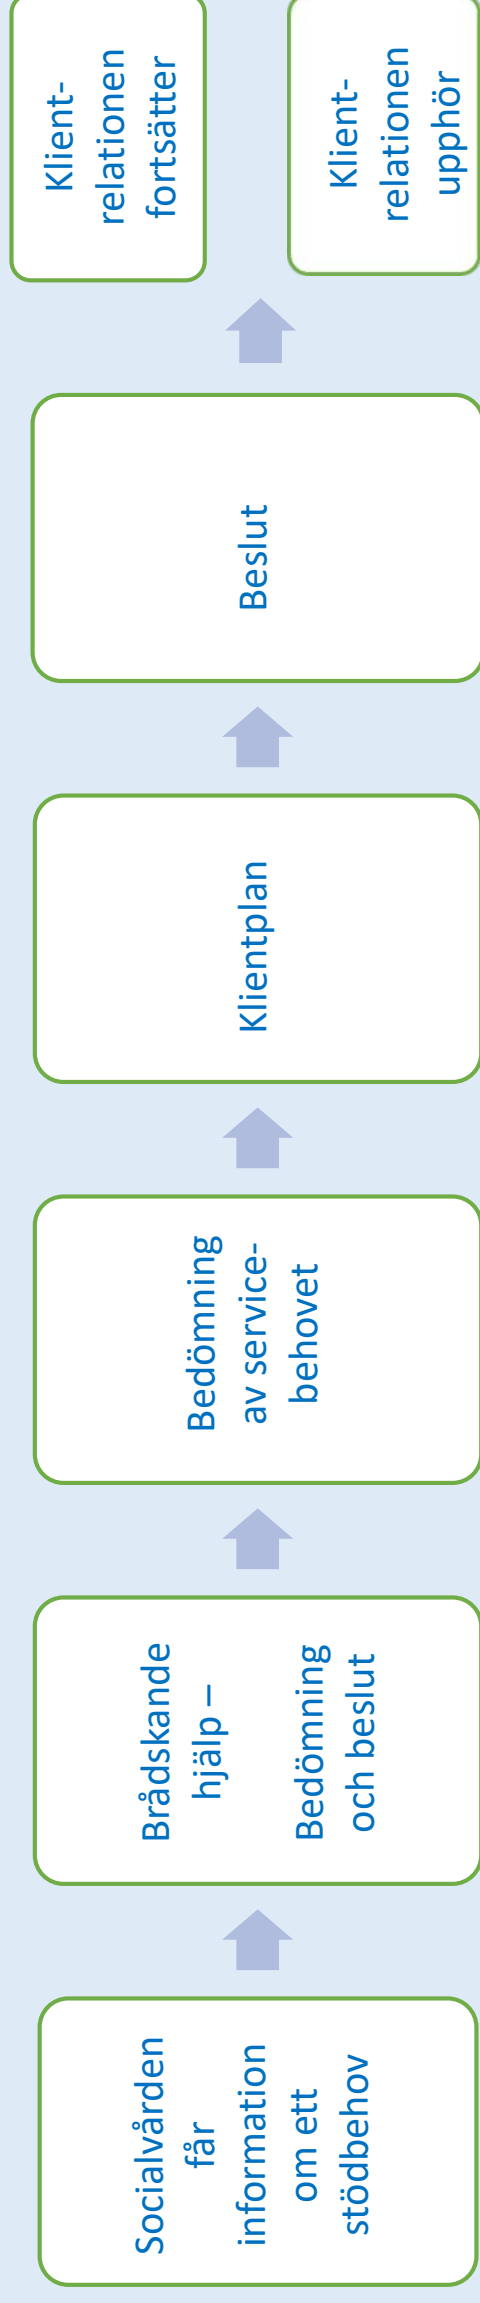 Socialvården
får
information
om ett
stödbehov
Brådskande
hjälp –
Bedömning
och beslut
Bedömning
av service-
behovet
Klientplan
Beslut
Klient-
relationen
fortsätter
Klient-
relationen
upphör